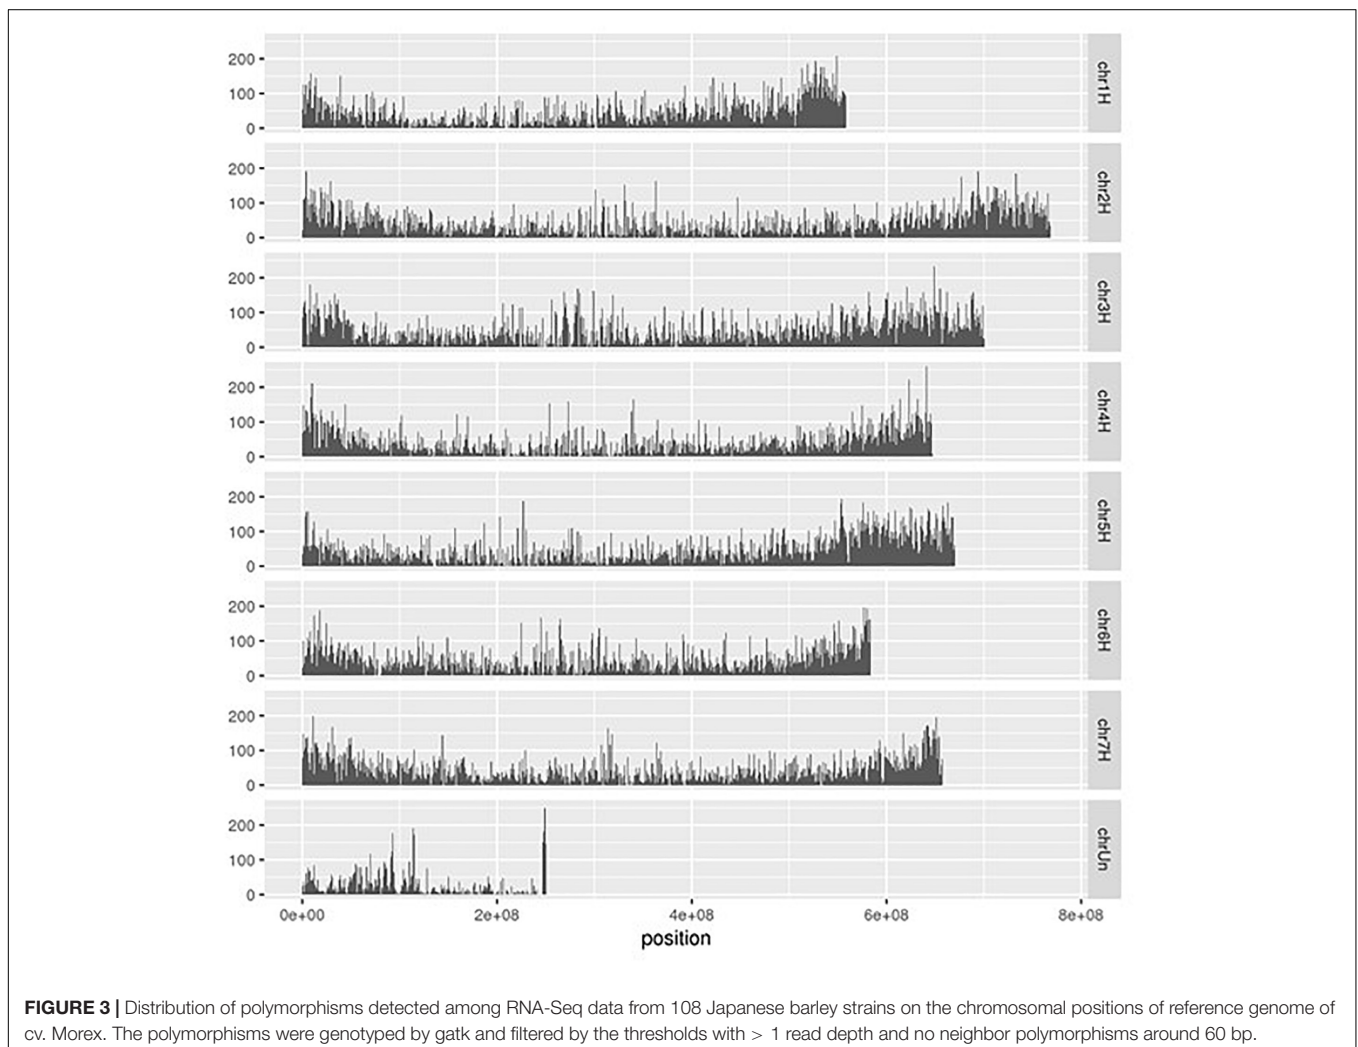 200
100
0
chr1H
200
100
0
chr2H
200
100
0
chr3H
200
100
0
chr4H
200
100
0
chr5H
200
100
0
chr6H
200
100
0
chr7H
200
100
0
chrUn
0e+00 2e+08 4e+08 6e+08 8e+08
position
FIGURE 3 | Distribution of polymorphisms detected among RNA-Seq data from 108 Japanese barley strains on the chromosomal positions of reference genome of
cv. Morex. The polymorphisms were genotyped by gatk and filtered by the thresholds with > 1 read depth and no neighbor polymorphisms around 60 bp.